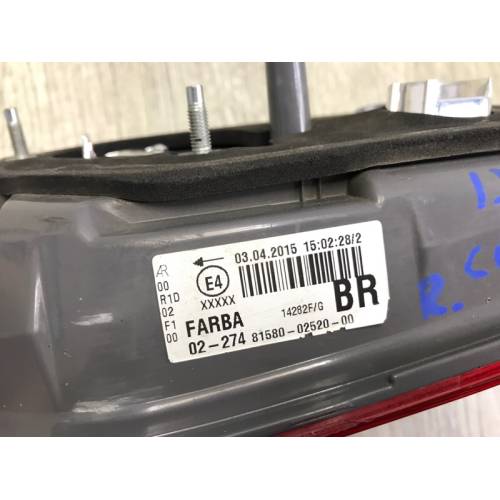 03.04.2015 15:02:28/2
AR
00
R1D
02
F1
00
E4
XXXXX
FARBA
14282F/G
BR
02-274 81580-02520-00
R.